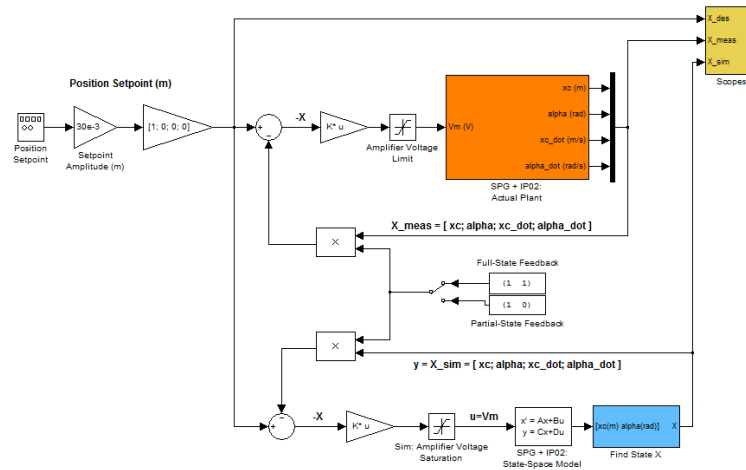 X_des
X_meas
X_sim
Scopes
Position Setpoint (m)
30e-3
[1; 0; 0; 0]
Position
Setpoint
Setpoint
Amplitude (m)
+
−
-X
K* u
Amplifier Voltage
Limit
Vm (V)
xc (m)
alpha (rad)
xc_dot (m/s)
alpha_dot (rad/s)
SPG + IP02:
Actual Plant
X_meas = [ xc; alpha; xc_dot; alpha_dot ]
×
Full-State Feedback
(1 1)
(1 0)
Partial-State Feedback
×
y = X_sim = [ xc; alpha; xc_dot; alpha_dot ]
−
+
-X
K* u
Sim: Amplifier Voltage
Saturation
u=Vm
x' = Ax+Bu
y = Cx+Du
SPG + IP02:
State-Space Model
[xc(m) alpha(rad)]
X
Find State X